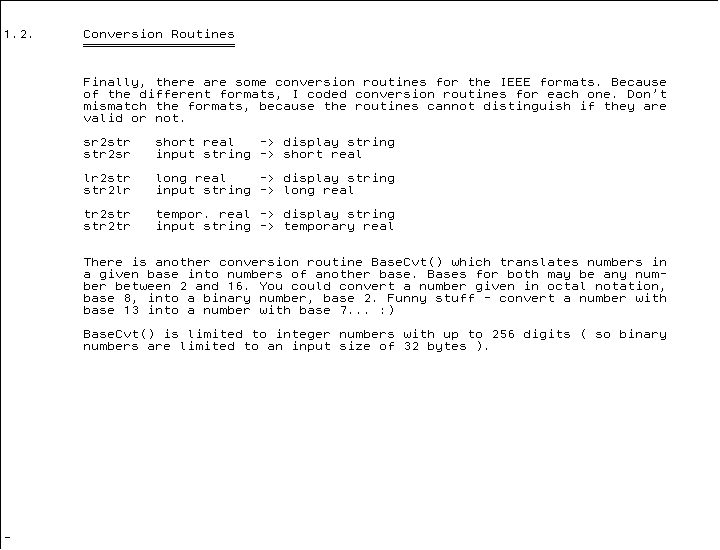 1.2. Conversion Routines
Finally, there are some conversion routines for the IEEE formats. Because
of the different formats, I coded conversion routines for each one. Don't
mismatch the formats, because the routines cannot distinguish if they are
valid or not.
sr2str short real -> display string
str2sr input string -> short real
lr2str long real -> display string
str2lr input string -> long real
tr2str tempor. real -> display string
str2tr input string -> temporary real
There is another conversion routine BaseCvt() which translates numbers in
a given base into numbers of another base. Bases for both may be any num-
ber between 2 and 16. You could convert a number given in octal notation,
base 8, into a binary number, base 2. Funny stuff - convert a number with
base 13 into a number with base 7... :)
BaseCvt() is limited to integer numbers with up to 256 digits ( so binary
numbers are limited to an input size of 32 bytes ).
-